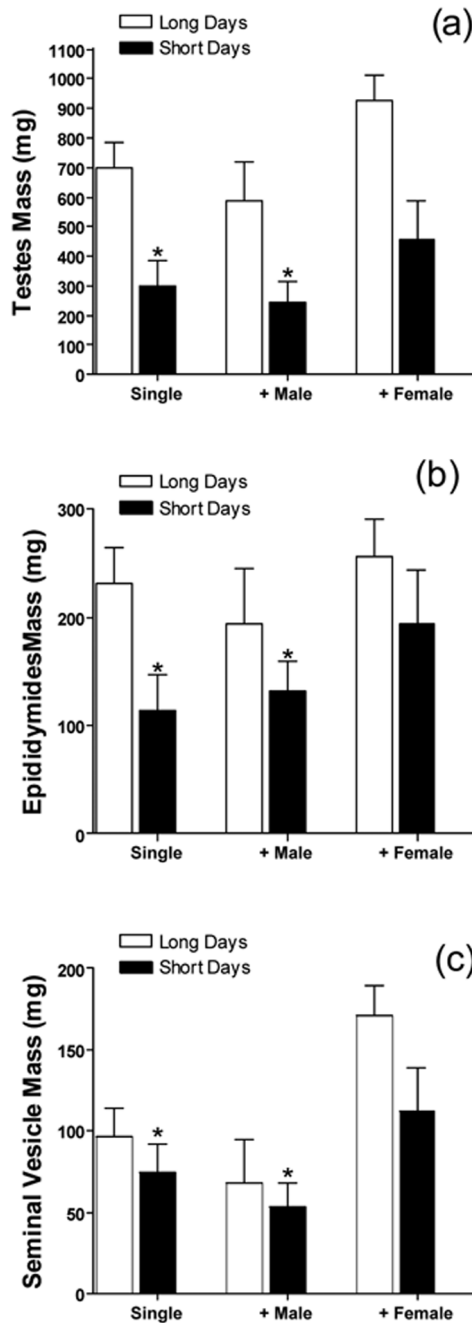 (a)
Long Days
Short Days
Testes Mass (mg)
1100
1000
900
800
700
600
500
400
300
200
100
0
*
*
Single + Male + Female
(b)
Long Days
Short Days
EpididymidesMass (mg)
300
200
100
0
*
*
Single + Male + Female
(c)
Long Days
Short Days
Seminal Vesicle Mass (mg)
200
150
100
50
0
*
*
Single + Male + Female